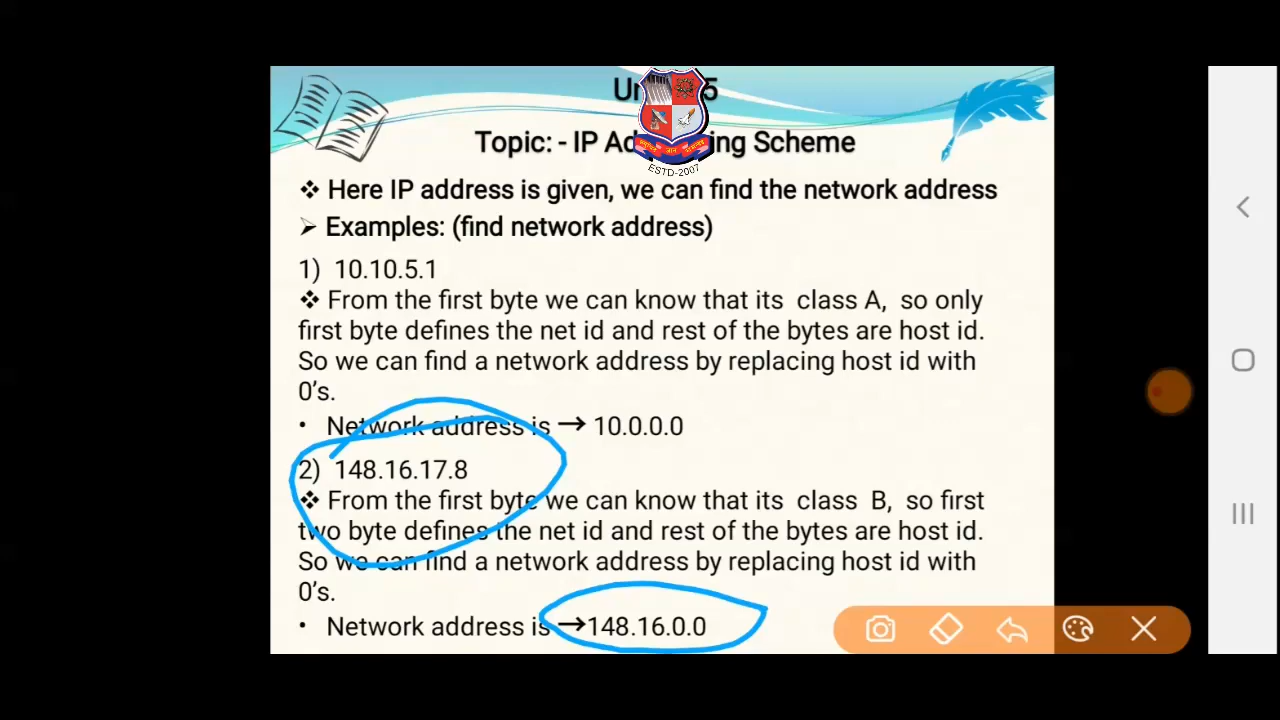 Un 5
Topic: - IP Ad ing Scheme
❖ Here IP address is given, we can find the network address
➢ Examples: (find network address)
1) 10.10.5.1
❖ From the first byte we can know that its class A, so only
first byte defines the net id and rest of the bytes are host id.
So we can find a network address by replacing host id with
0's.
• Network address is → 10.0.0.0
2) 148.16.17.8
❖ From the first byte we can know that its class B, so first
two byte defines the net id and rest of the bytes are host id.
So we can find a network address by replacing host id with
0's.
• Network address is →148.16.0.0
ESTD-2007